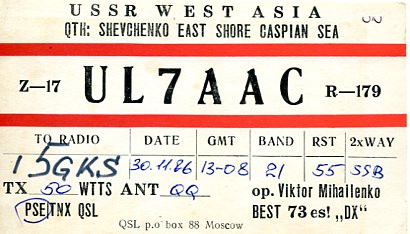 USSR WEST ASIA
QTH: SHEVCHENKO EAST SHORE CASPIAN SEA
Z—17 UL7AAC R—179
TO RADIO DATE GMT BAND RST 2xWAY
I5GKS 30.11.86 13-08 21 55 SSB
TX 50 WTTS ANT QQ op. Viktor Mihailenko
PSE TNX QSL BEST 73 es! „DX"
QSL p.o box 88 Moscow